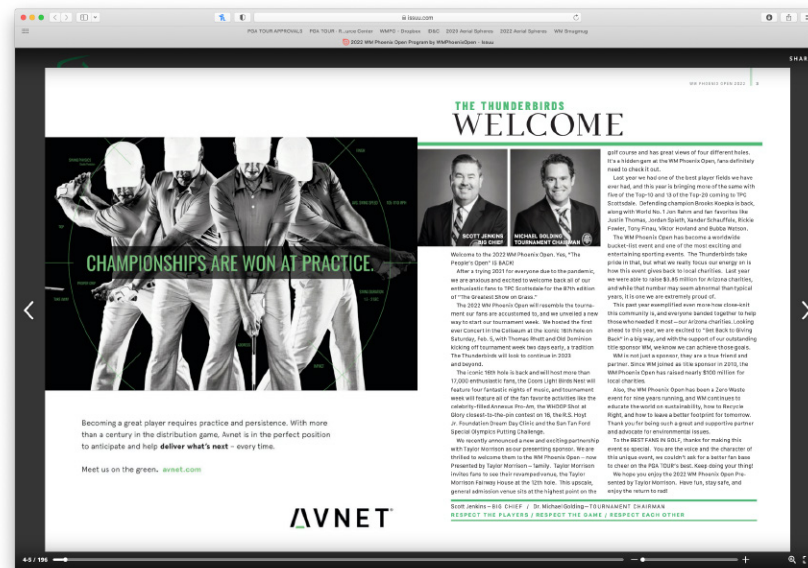 issuu.com
PGA TOUR APPROVALS
WMPO - Dropbox
2020 Aerial Spheres
2022 Aerial Spheres
WM Smugmug
2022 WM Phoenix Open Program by WMPhoenixOpen - Issuu
SHAR
WM PHOENIX OPEN 2022
CHAMPIONSHIPS ARE WON AT PRACTICE.
Becoming a great player requires practice and persistence. With more
than a century in the distribution game, Avnet is in the perfect position
to anticipate and help deliver what's next – every time.
Meet us on the green. avnet.com
AVNET
THE THUNDERBIRDS
WELCOME
SCOTT JENKINS
BIG CHIEF
MICHAEL GOLDING
TOURNAMENT CHAIRMAN
Welcome to the 2022 WM Phoenix Open. Yes, "The
People's Open" IS BACK!
After a trying 2021 for everyone due to the pandemic,
we are anxious and excited to welcome back all of our
enthusiastic fans to TPC Scottsdale for the 87th edition
of "The Greatest Show on Grass."
The 2022 WM Phoenix Open will resemble the tourna-
ment our fans are accustomed to, and we unveiled a new
way to start our tournament week. We hosted the first
ever Concert in the Coliseum at the iconic 16th hole on
Saturday, Feb. 5, with Thomas Rhett and Old Dominion
kicking off tournament week two days early, a tradition
The Thunderbirds will look to continue in 2023
and beyond.
The iconic 16th hole is back and will host more than
17,000 enthusiastic fans, the Coors Light Birds Nest will
feature four fantastic nights of music, and tournament
week will feature all of the fan favorite activities like the
celebrity-filled Annexus Pro-Am, the WHOOP Shot at
Glory closest-to-the-pin contest on 16, the R.S. Hoyt
Jr. Foundation Dream Day Clinic and the San Tan Ford
Special Olympics Putting Challenge.
We recently announced a new and exciting partnership
with Taylor Morrison as our presenting sponsor. We are
thrilled to welcome them to the WM Phoenix Open – now
Presented by Taylor Morrison – family. Taylor Morrison
invites fans to see their revamped venue, the Taylor
Morrison Fairway House at the 12th hole. This upscale,
general admission venue sits at the highest point on the
golf course and has great views of four different holes.
It's a hidden gem at the WM Phoenix Open, fans definitely
need to check it out.
Last year we had one of the best player fields we have
ever had, and this year is bringing more of the same with
five of the Top-10 and 13 of the Top-20 coming to TPC
Scottsdale. Defending champion Brooks Koepka is back,
along with World No. 1 Jon Rahm and fan favorites like
Justin Thomas, Jordan Spieth, Xander Schauffele, Rickie
Fowler, Tony Finau, Viktor Hovland and Bubba Watson.
The WM Phoenix Open has become a worldwide
bucket-list event and one of the most exciting and
entertaining sporting events. The Thunderbirds take
pride in that, but what we really focus our energy on is
how this event gives back to local charities. Last year
we were able to raise $3.85 million for Arizona charities,
and while that number may seem abnormal than typical
years, it is one we are extremely proud of.
This past year exemplified even more how close-knit
this community is, and everyone banded together to help
those who needed it most – our Arizona charities. Looking
ahead to this year, we are excited to "Get Back to Giving
Back" in a big way, and with the support of our outstanding
title sponsor WM, we know we can achieve those goals.
WM is not just a sponsor, they are a true friend and
partner. Since WM joined as title sponsor in 2010, the
WM Phoenix Open has raised nearly $100 million for
local charities.
Also, the WM Phoenix Open has been a Zero Waste
event for nine years running, and WM continues to
educate the world on sustainability, how to Recycle
Right, and how to leave a better footprint for tomorrow.
Thank you for being such a great and supportive partner
and advocate for environmental issues.
To the BEST FANS IN GOLF, thanks for making this
event so special. You are the voice and the character of
this unique event, we couldn't ask for a better fan base
to cheer on the PGA TOUR's best. Keep doing your thing!
We hope you enjoy the 2022 WM Phoenix Open Pre-
sented by Taylor Morrison. Have fun, stay safe, and
enjoy the return to rad!
Scott Jenkins – BIG CHIEF / Dr. Michael Golding – TOURNAMENT CHAIRMAN
RESPECT THE PLAYERS / RESPECT THE GAME / RESPECT EACH OTHER
4-5 / 196